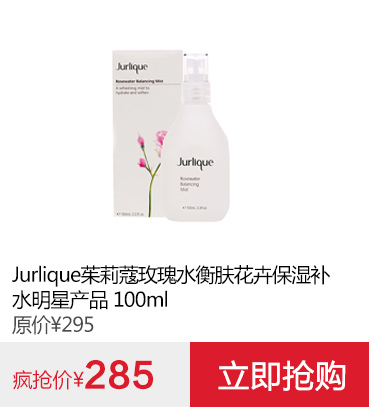 Jurlique
Rosewater Balancing Mist
A refreshing mist to
hydrate and soften
Jurlique
Rosewater
Balancing
Mist
Jurlique茱莉蔻玫瑰水衡肤花卉保湿补
水明星产品 100ml
原价¥295
疯抢价¥285
立即抢购